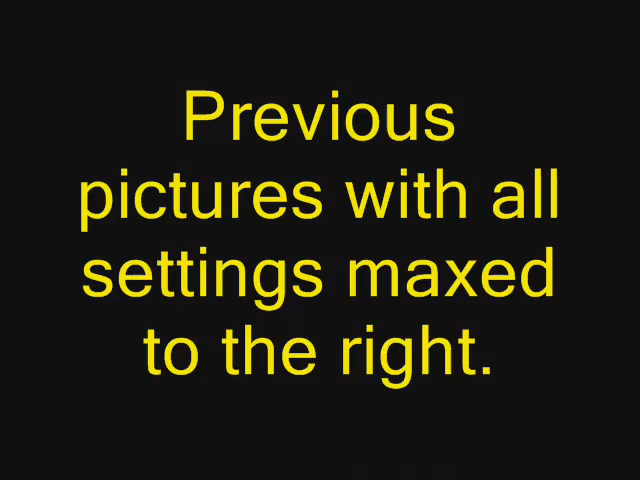 Previous
pictures with all
settings maxed
to the right.